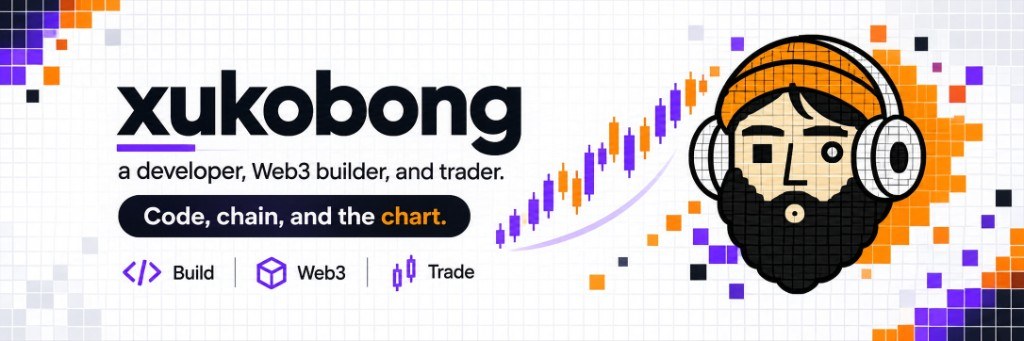 xukobong
a developer, Web3 builder, and trader.
Code, chain, and the chart.
</> Build
Web3
Trade